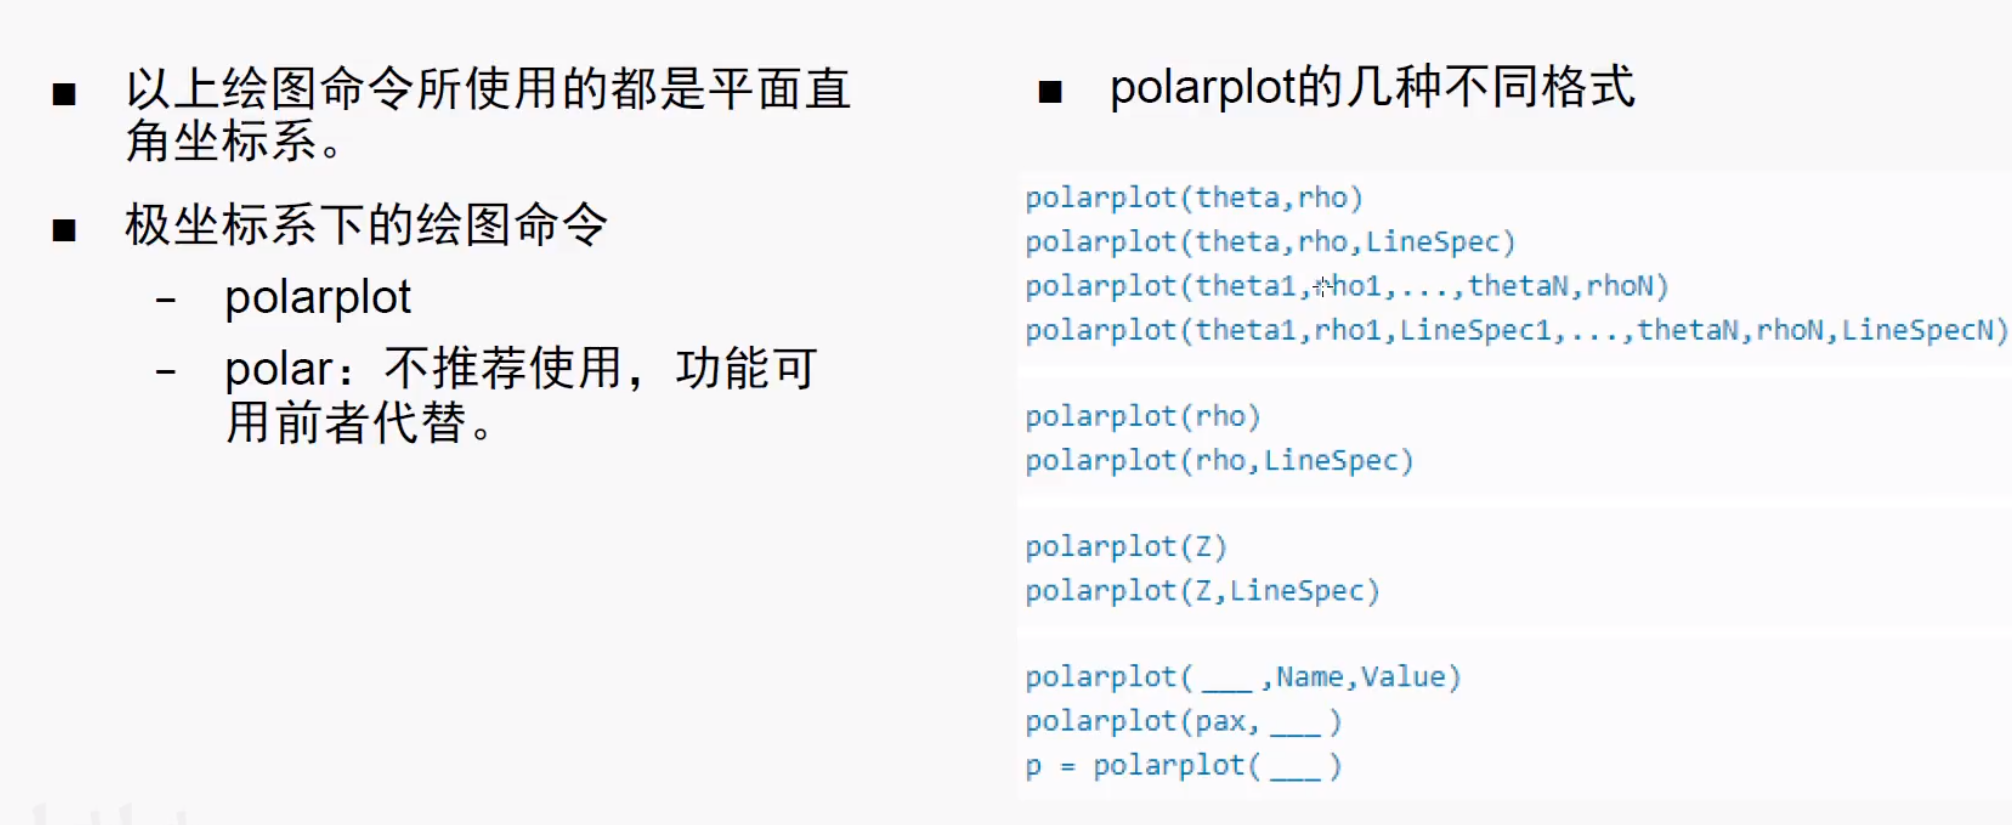 ■ 以上绘图命令所使用的都是平面直
角坐标系。
■ 极坐标系下的绘图命令
– polarplot
– polar：不推荐使用，功能可
用前者代替。
■ polarplot的几种不同格式
polarplot(theta,rho)
polarplot(theta,rho,LineSpec)
polarplot(theta1,rho1,...,thetaN,rhoN)
polarplot(theta1,rho1,LineSpec1,...,thetaN,rhoN,LineSpecN)
polarplot(rho)
polarplot(rho,LineSpec)
polarplot(Z)
polarplot(Z,LineSpec)
polarplot(___,Name,Value)
polarplot(pax,___)
p = polarplot(___)